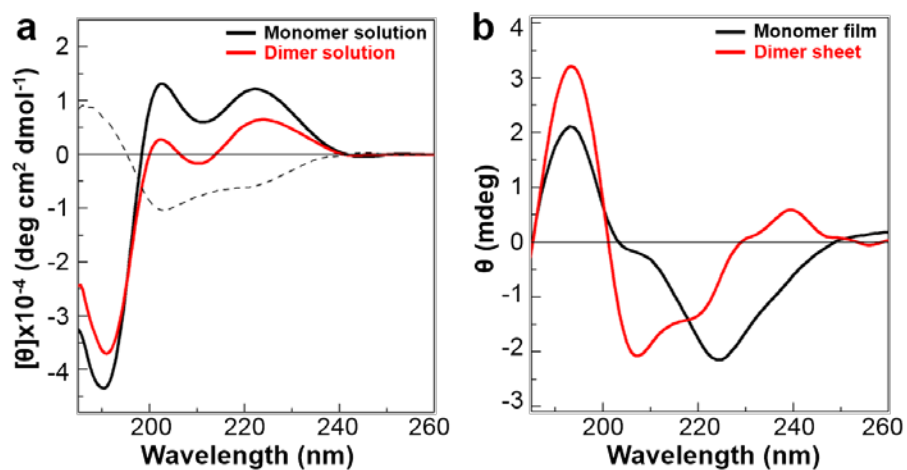 a
Monomer solution
Dimer solution
[θ]x10⁻⁴ (deg cm² dmol⁻¹)
2
1
0
-1
-2
-3
-4
200
220
240
260
Wavelength (nm)
b
Monomer film
Dimer sheet
θ (mdeg)
3
2
1
0
-1
-2
-3
200
220
240
260
Wavelength (nm)